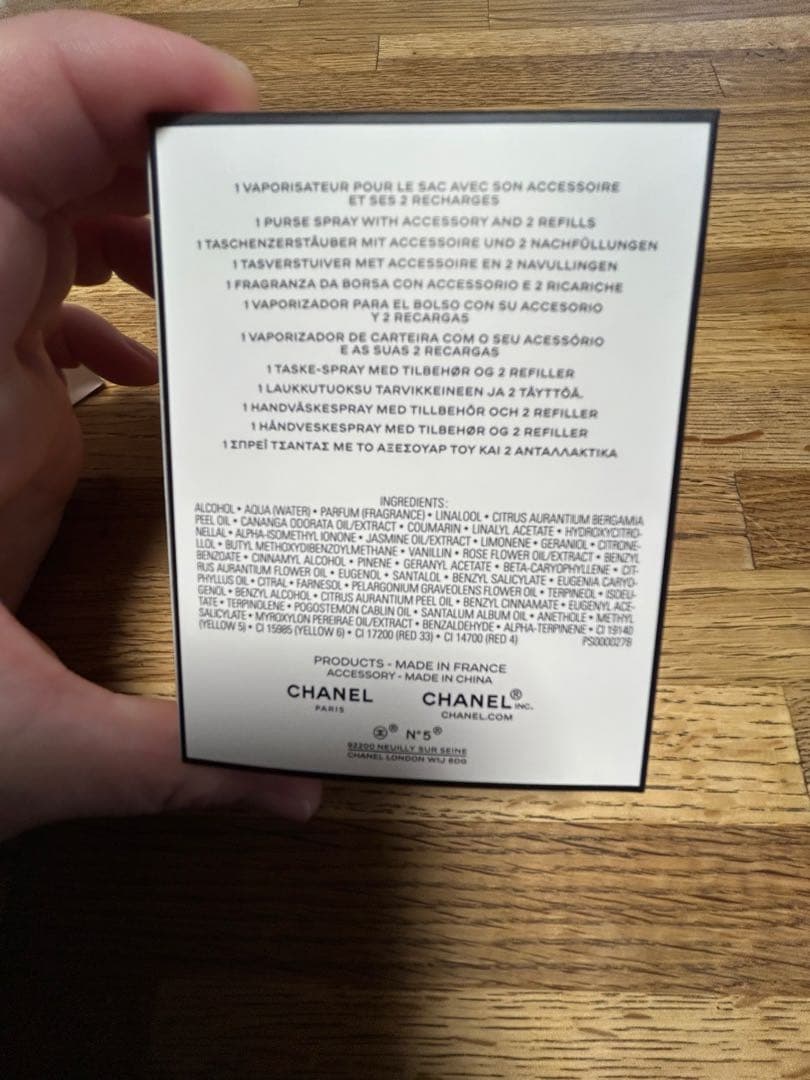 1 VAPORISATEUR POUR LE SAC AVEC SON ACCESSOIRE
ET SES 2 RECHARGES
1 PURSE SPRAY WITH ACCESSORY AND 2 REFILLS
1 TASCHENZERSTÄUBER MIT ACCESSOIRE UND 2 NACHFÜLLUNGEN
1 TASVERSTUIVER MET ACCESSOIRE EN 2 NAVULLINGEN
1 FRAGRANZA DA BORSA CON ACCESSORIO E 2 RICARICHE
1 VAPORIZADOR PARA EL BOLSO CON SU ACCESORIO
Y 2 RECARGAS
1 VAPORIZADOR DE CARTEIRA COM O SEU ACESSÓRIO
E AS SUAS 2 RECARGAS
1 TASKE-SPRAY MED TILBEHØR OG 2 REFILLER
1 LAUKKUTUOKSU TARVIKKEINEEN JA 2 TÄYTTÖÄ.
1 HANDVÄSKESPRAY MED TILLBEHÖR OCH 2 REFILLER
1 HÅNDVESKESPRAY MED TILBEHØR OG 2 REFILLER
1 ΣΠΡΕΪ ΤΣΑΝΤΑΣ ΜΕ ΤΟ ΑΞΕΣΟΥΑΡ ΤΟΥ ΚΑΙ 2 ΑΝΤΑΛΛΑΚΤΙΚΑ
INGREDIENTS:
ALCOHOL • AQUA (WATER) • PARFUM (FRAGRANCE) • LINALOOL • CITRUS AURANTIUM BERGAMIA
PEEL OIL • CANANGA ODORATA OIL/EXTRACT • COUMARIN • LINALYL ACETATE • HYDROXYCITRO-
NELLAL • ALPHA-ISOMETHYL IONONE • JASMINE OIL/EXTRACT • LIMONENE • GERANIOL • CITRONE-
LLOL • BUTYL METHOXYDIBENZOYLMETHANE • VANILLIN • ROSE FLOWER OIL/EXTRACT • BENZYL
BENZOATE • CINNAMYL ALCOHOL • PINENE • GERANYL ACETATE • BETA-CARYOPHYLLENE • CIT-
RUS AURANTIUM FLOWER OIL • EUGENOL • SANTALOL • BENZYL SALICYLATE • EUGENIA CARYO-
PHYLLUS OIL • CITRAL • FARNESOL • PELARGONIUM GRAVEOLENS FLOWER OIL • TERPINEOL • ISOEU-
GENOL • BENZYL ALCOHOL • CITRUS AURANTIUM PEEL OIL • BENZYL CINNAMATE • EUGENYL ACE-
TATE • TERPINOLENE • POGOSTEMON CABLIN OIL • SANTALUM ALBUM OIL • ANETHOLE • METHYL
SALICYLATE • MYROXYLON PEREIRAE OIL/EXTRACT • BENZALDEHYDE • ALPHA-TERPINENE • CI 19140
(YELLOW 5) • CI 15985 (YELLOW 6) • CI 17200 (RED 33) • CI 14700 (RED 4) PS0000278
PRODUCTS - MADE IN FRANCE
ACCESSORY - MADE IN CHINA
CHANEL CHANEL® INC.
PARIS CHANEL.COM
® N°5®
92200 NEUILLY SUR SEINE
CHANEL LONDON W1J 6DG